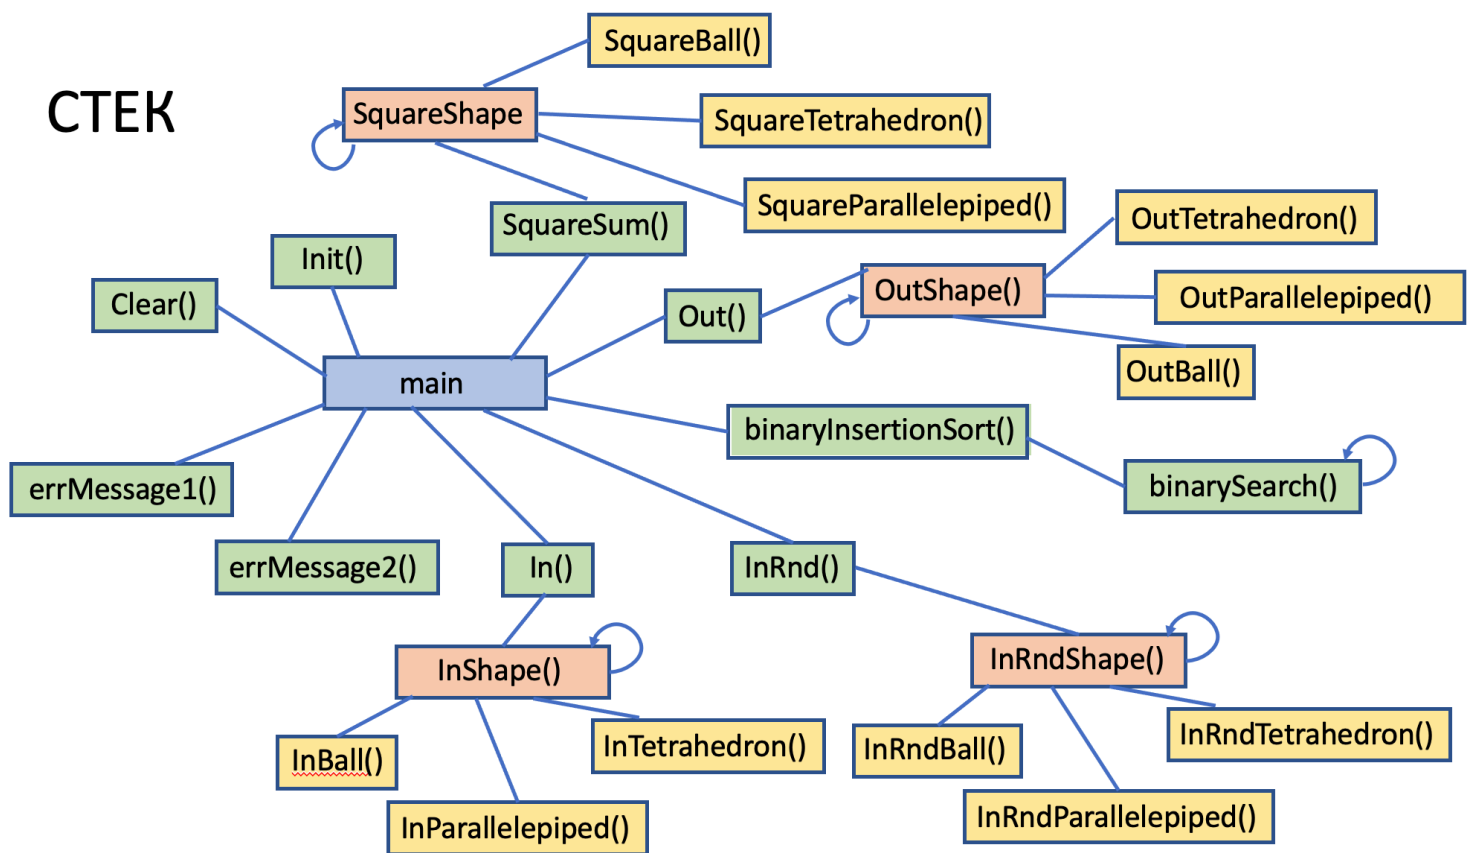 SquareBall()
СТЕК
SquareShape
SquareTetrahedron()
SquareParallelepiped()
SquareSum()
OutTetrahedron()
Init()
Clear()
Out()
OutShape()
OutParallelepiped()
OutBall()
main
binaryInsertionSort()
binarySearch()
errMessage1()
errMessage2()
In()
InRnd()
InShape()
InRndShape()
InBall()
InTetrahedron()
InRndBall()
InRndTetrahedron()
InParallelepiped()
InRndParallelepiped()